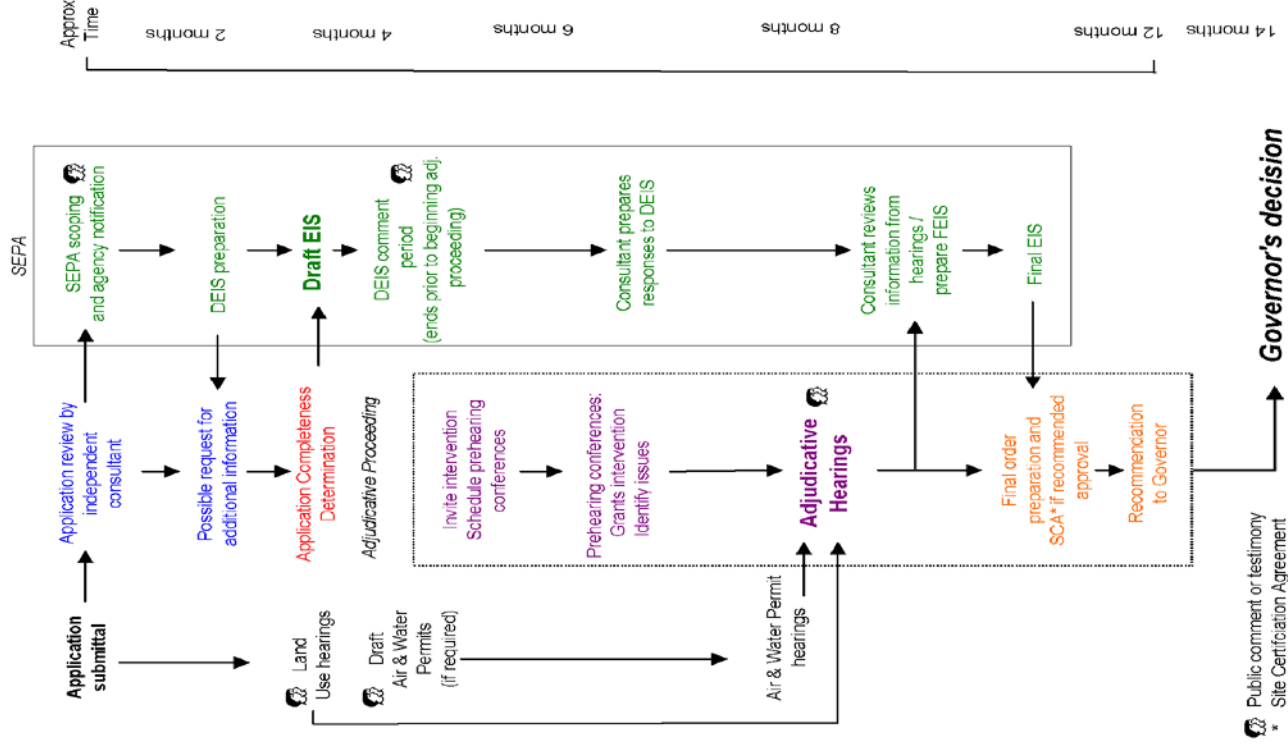 Approx
Time
2 months
4 months
6 months
8 months
12 months
14 months
SEPA
SEPA scoping
and agency notification
DEIS preparation
Draft EIS
DEIS comment
period
(ends prior to beginning adj.
proceeding)
Consultant prepares
responses to DEIS
Consultant reviews
information from
hearings /
prepare FEIS
Final EIS
Application review by
independent
consultant
Possible request for
additional information
Application Completeness
Determination
Adjudicative Proceeding
Invite intervention
Schedule prehearing
conferences
Prehearing conferences:
Grants intervention
Identify issues
Adjudicative
Hearings
Final order
preparation and
SCA* if recommended
approval
Recommendation
to Governor
Governor's decision
Application
submittal
Land
Use hearings
Draft
Air & Water
Permits
(if required)
Air & Water Permit
hearings
Public comment or testimony
* Site Certifciation Agreement